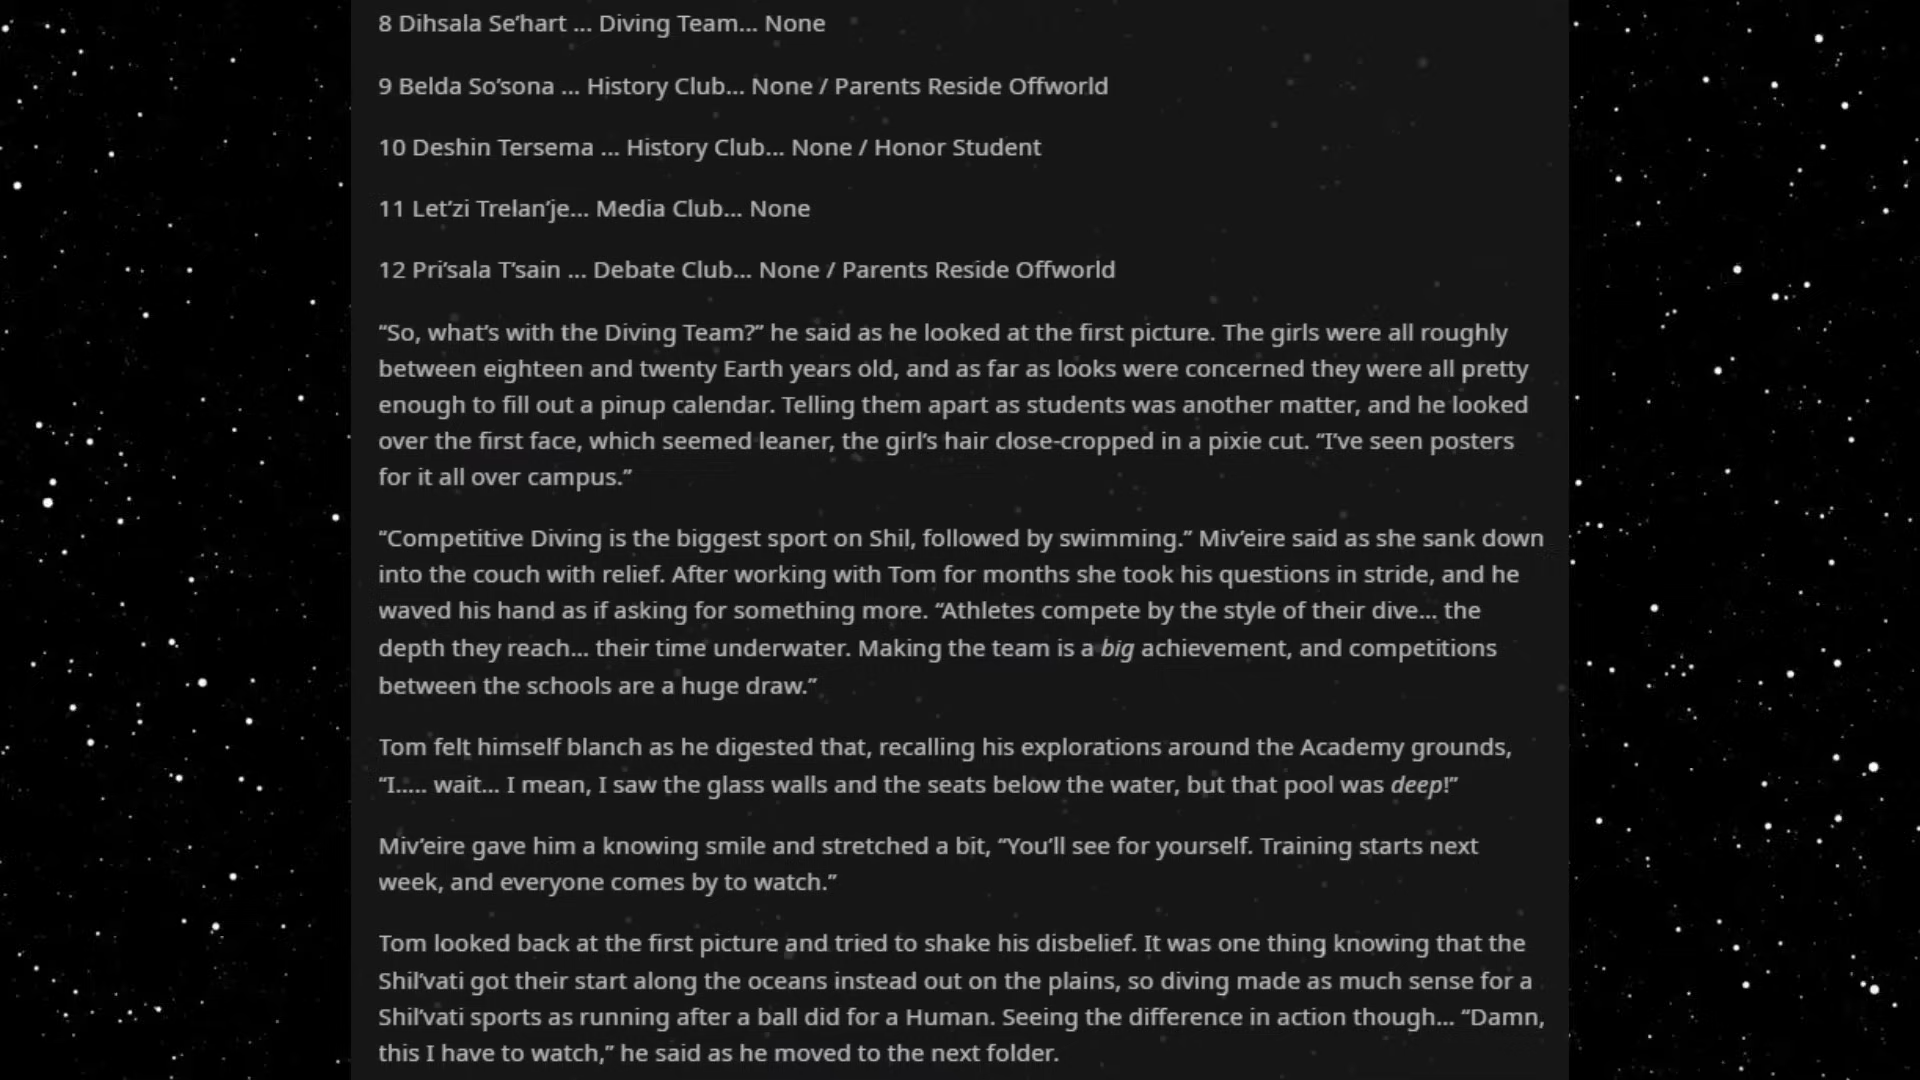 8 Dihsala Se’hart ... Diving Team... None
9 Belda So’sona ... History Club... None / Parents Reside Offworld
10 Deshin Tersema ... History Club... None / Honor Student
11 Let’zi Trelan’je... Media Club... None
12 Pri’sala T’sain ... Debate Club... None / Parents Reside Offworld
“So, what’s with the Diving Team?” he said as he looked at the first picture. The girls were all roughly
between eighteen and twenty Earth years old, and as far as looks were concerned they were all pretty
enough to fill out a pinup calendar. Telling them apart as students was another matter, and he looked
over the first face, which seemed leaner, the girl’s hair close-cropped in a pixie cut. “I’ve seen posters
for it all over campus.”
“Competitive Diving is the biggest sport on Shil, followed by swimming.” Miv’eire said as she sank down
into the couch with relief. After working with Tom for months she took his questions in stride, and he
waved his hand as if asking for something more. “Athletes compete by the style of their dive... the
depth they reach... their time underwater. Making the team is a big achievement, and competitions
between the schools are a huge draw.”
Tom felt himself blanch as he digested that, recalling his explorations around the Academy grounds,
“I..... wait... I mean, I saw the glass walls and the seats below the water, but that pool was deep!”
Miv’eire gave him a knowing smile and stretched a bit, “You’ll see for yourself. Training starts next
week, and everyone comes by to watch.”
Tom looked back at the first picture and tried to shake his disbelief. It was one thing knowing that the
Shil’vati got their start along the oceans instead out on the plains, so diving made as much sense for a
Shil’vati sports as running after a ball did for a Human. Seeing the difference in action though... “Damn,
this I have to watch,” he said as he moved to the next folder.